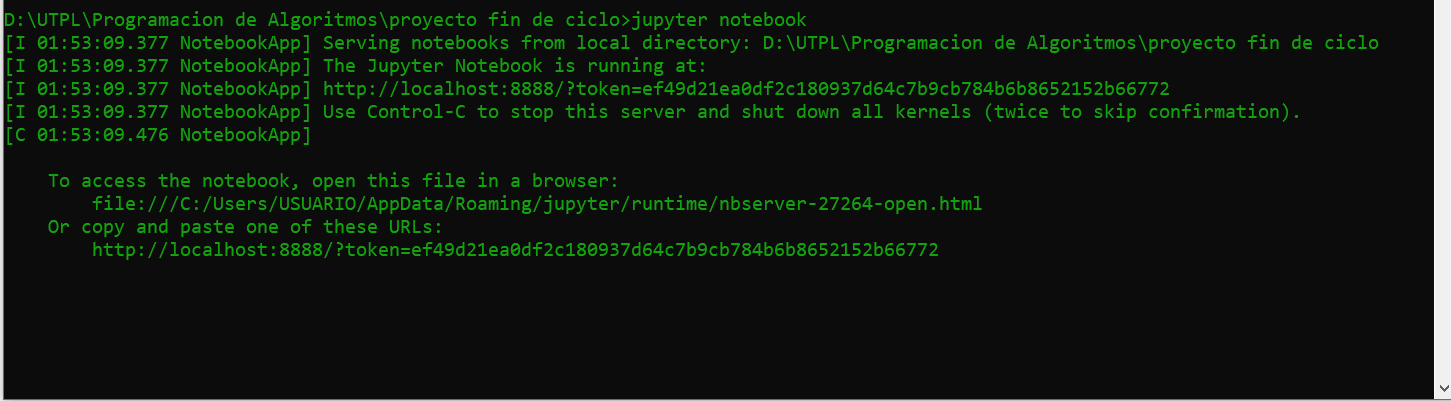 D:\UTPL\Programacion de Algoritmos\proyecto fin de ciclo>jupyter notebook
[I 01:53:09.377 NotebookApp] Serving notebooks from local directory: D:\UTPL\Programacion de Algoritmos\proyecto fin de ciclo
[I 01:53:09.377 NotebookApp] The Jupyter Notebook is running at:
[I 01:53:09.377 NotebookApp] http://localhost:8888/?token=ef49d21ea0df2c180937d64c7b9cb784b6b8652152b66772
[I 01:53:09.377 NotebookApp] Use Control-C to stop this server and shut down all kernels (twice to skip confirmation).
[C 01:53:09.476 NotebookApp]
To access the notebook, open this file in a browser:
file:///C:/Users/USUARIO/AppData/Roaming/jupyter/runtime/nbserver-27264-open.html
Or copy and paste one of these URLs:
http://localhost:8888/?token=ef49d21ea0df2c180937d64c7b9cb784b6b8652152b66772